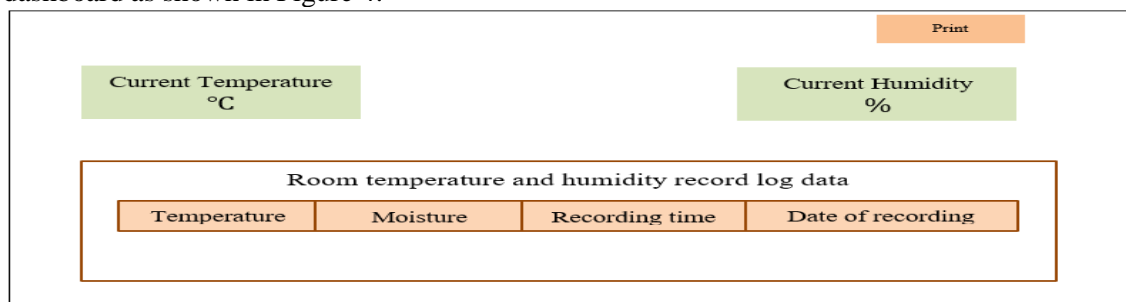 dashboard as shown in Figure 4.
Print
Current Temperature
°C
Current Humidity
%
Room temperature and humidity record log data
Temperature Moisture Recording time Date of recording